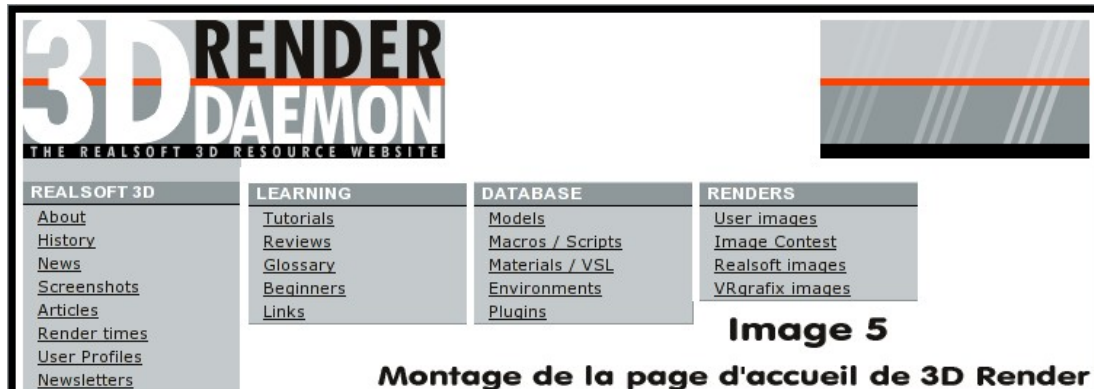 3D RENDER
DAEMON
THE REALSOFT 3D RESOURCE WEBSITE
REALSOFT 3D
About
History
News
Screenshots
Articles
Render times
User Profiles
Newsletters
LEARNING
Tutorials
Reviews
Glossary
Beginners
Links
DATABASE
Models
Macros / Scripts
Materials / VSL
Environments
Plugins
RENDERS
User images
Image Contest
Realsoft images
VRgrafix images
Image 5
Montage de la page d'accueil de 3D Render